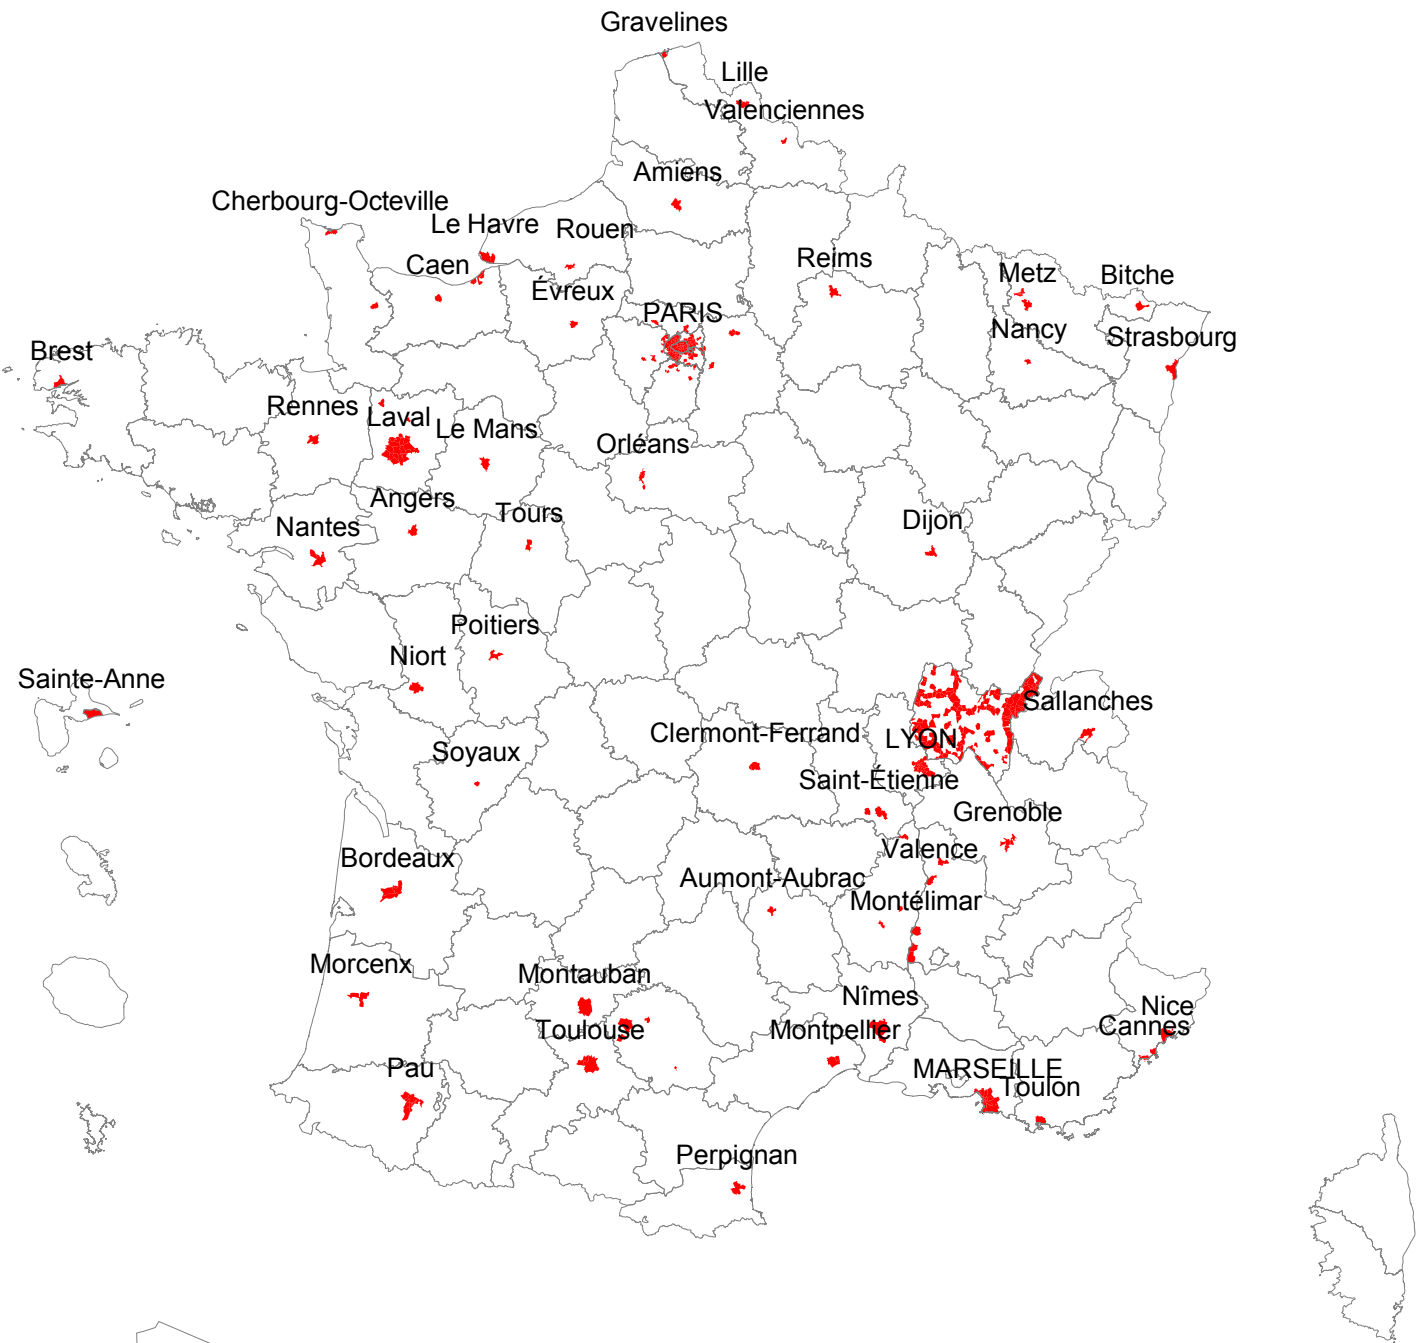 Gravelines
Lille
Valenciennes
Amiens
Cherbourg-Octeville
Le Havre
Rouen
Caen
Reims
Metz
Bitche
Évreux
PARIS
Nancy
Strasbourg
Brest
Rennes
Laval
Le Mans
Orléans
Angers
Tours
Nantes
Dijon
Poitiers
Niort
Sainte-Anne
Sallanches
Clermont-Ferrand
LYON
Soyaux
Saint-Étienne
Grenoble
Bordeaux
Valence
Aumont-Aubrac
Montélimar
Morcenx
Montauban
Nîmes
Nice
Cannes
Toulouse
Montpellier
Pau
MARSEILLE
Toulon
Perpignan